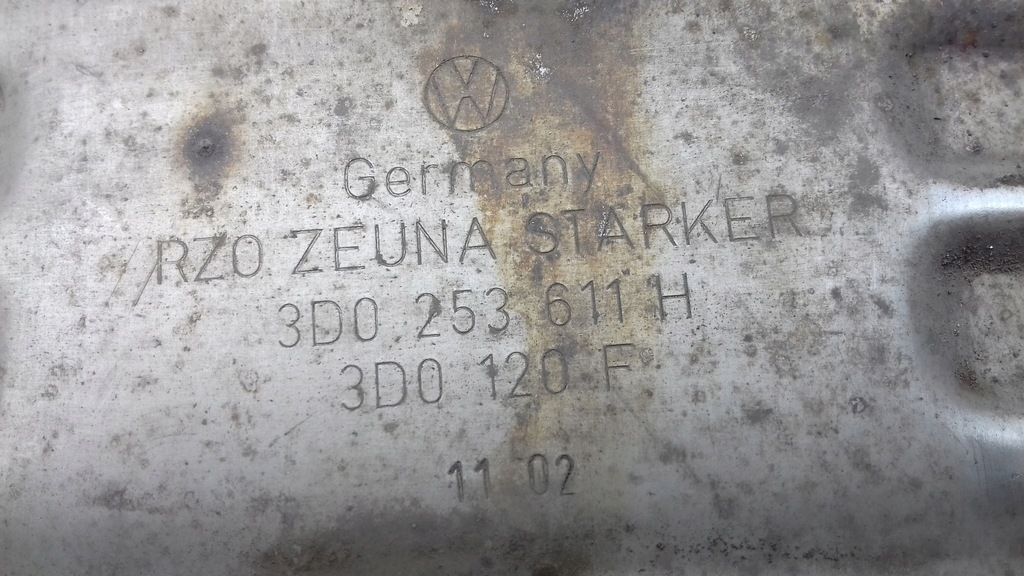 Germany
RZO ZEUNA STARKER
3D0 253 611 H
3D0 120 F
11 02